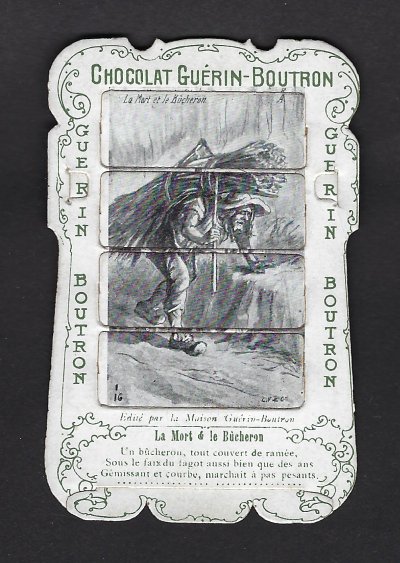 CHOCOLAT GUÉRIN-BOUTRON
GUERIN BOUTRON
La Mort et le Bûcheron
GUERIN BOUTRON
1
16
Edité par la Maison Guérin-Boutron
La Mort & le Bûcheron
Un bûcheron, tout couvert de ramée,
Sous le faix du fagot aussi bien que des ans
Gémissant et courbe, marchait à pas pesants.